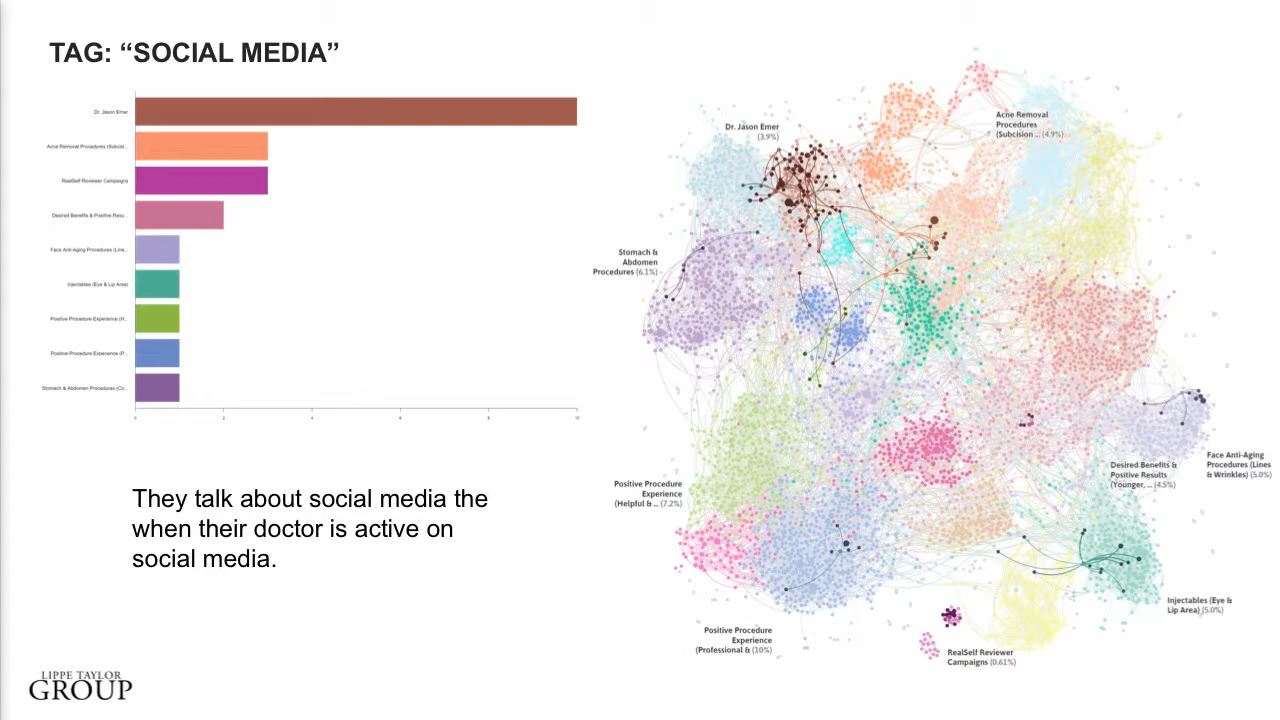 TAG: “SOCIAL MEDIA”
Dr. Jason Emer
Acne Removal Procedures (Subcisi...
RealSelf Reviewer Campaigns
Desired Benefits & Positive Resu...
Face Anti-Aging Procedures (Line...
Injectables (Eye & Lip Area)
Positive Procedure Experience (H...
Positive Procedure Experience (P...
Stomach & Abdomen Procedures (Co...
0 2 4 6 8 10
They talk about social media the
when their doctor is active on
social media.
LIPPE TAYLOR
GROUP
Dr. Jason Emer
(3.9%)
Acne Removal
Procedures
(Subcision ... (4.9%)
Stomach &
Abdomen
Procedures (6.1%)
Positive Procedure
Experience
(Helpful & ... (7.2%)
Desired Benefits &
Positive Results
(Younger, ... (4.5%)
Face Anti-Aging
Procedures (Lines
& Wrinkles) (5.0%)
Injectables (Eye &
Lip Area) (5.0%)
Positive Procedure
Experience
(Professional & (10%)
RealSelf Reviewer
Campaigns (0.61%)